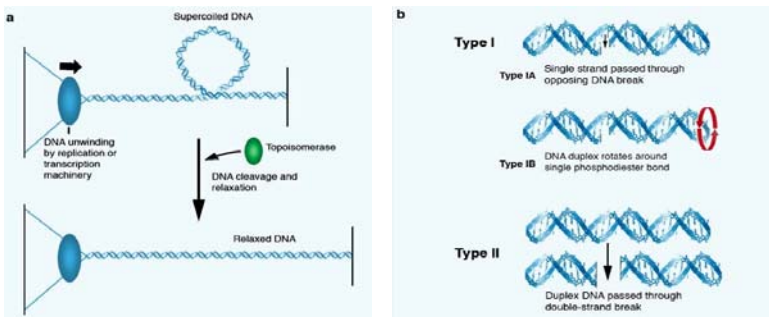 a
Supercoiled DNA
DNA unwinding
by replication or
transcription
machinery
Topoisomerase
DNA cleavage and
relaxation
Relaxed DNA
b
Type I
Type IA
Single strand passed through
opposing DNA break
Type IB
DNA duplex rotates around
single phosphodiester bond
Type II
Duplex DNA passed through
double-strand break